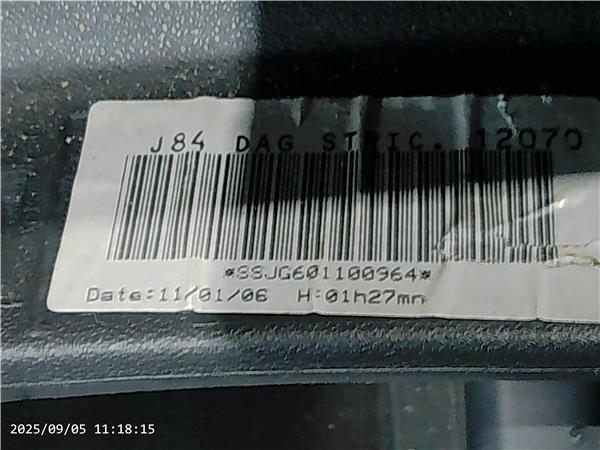 J84 DAG STRIC. 12070
*SSJG601100964*
Date:11/01/06 H:01h27mn
2025/09/05 11:18:15